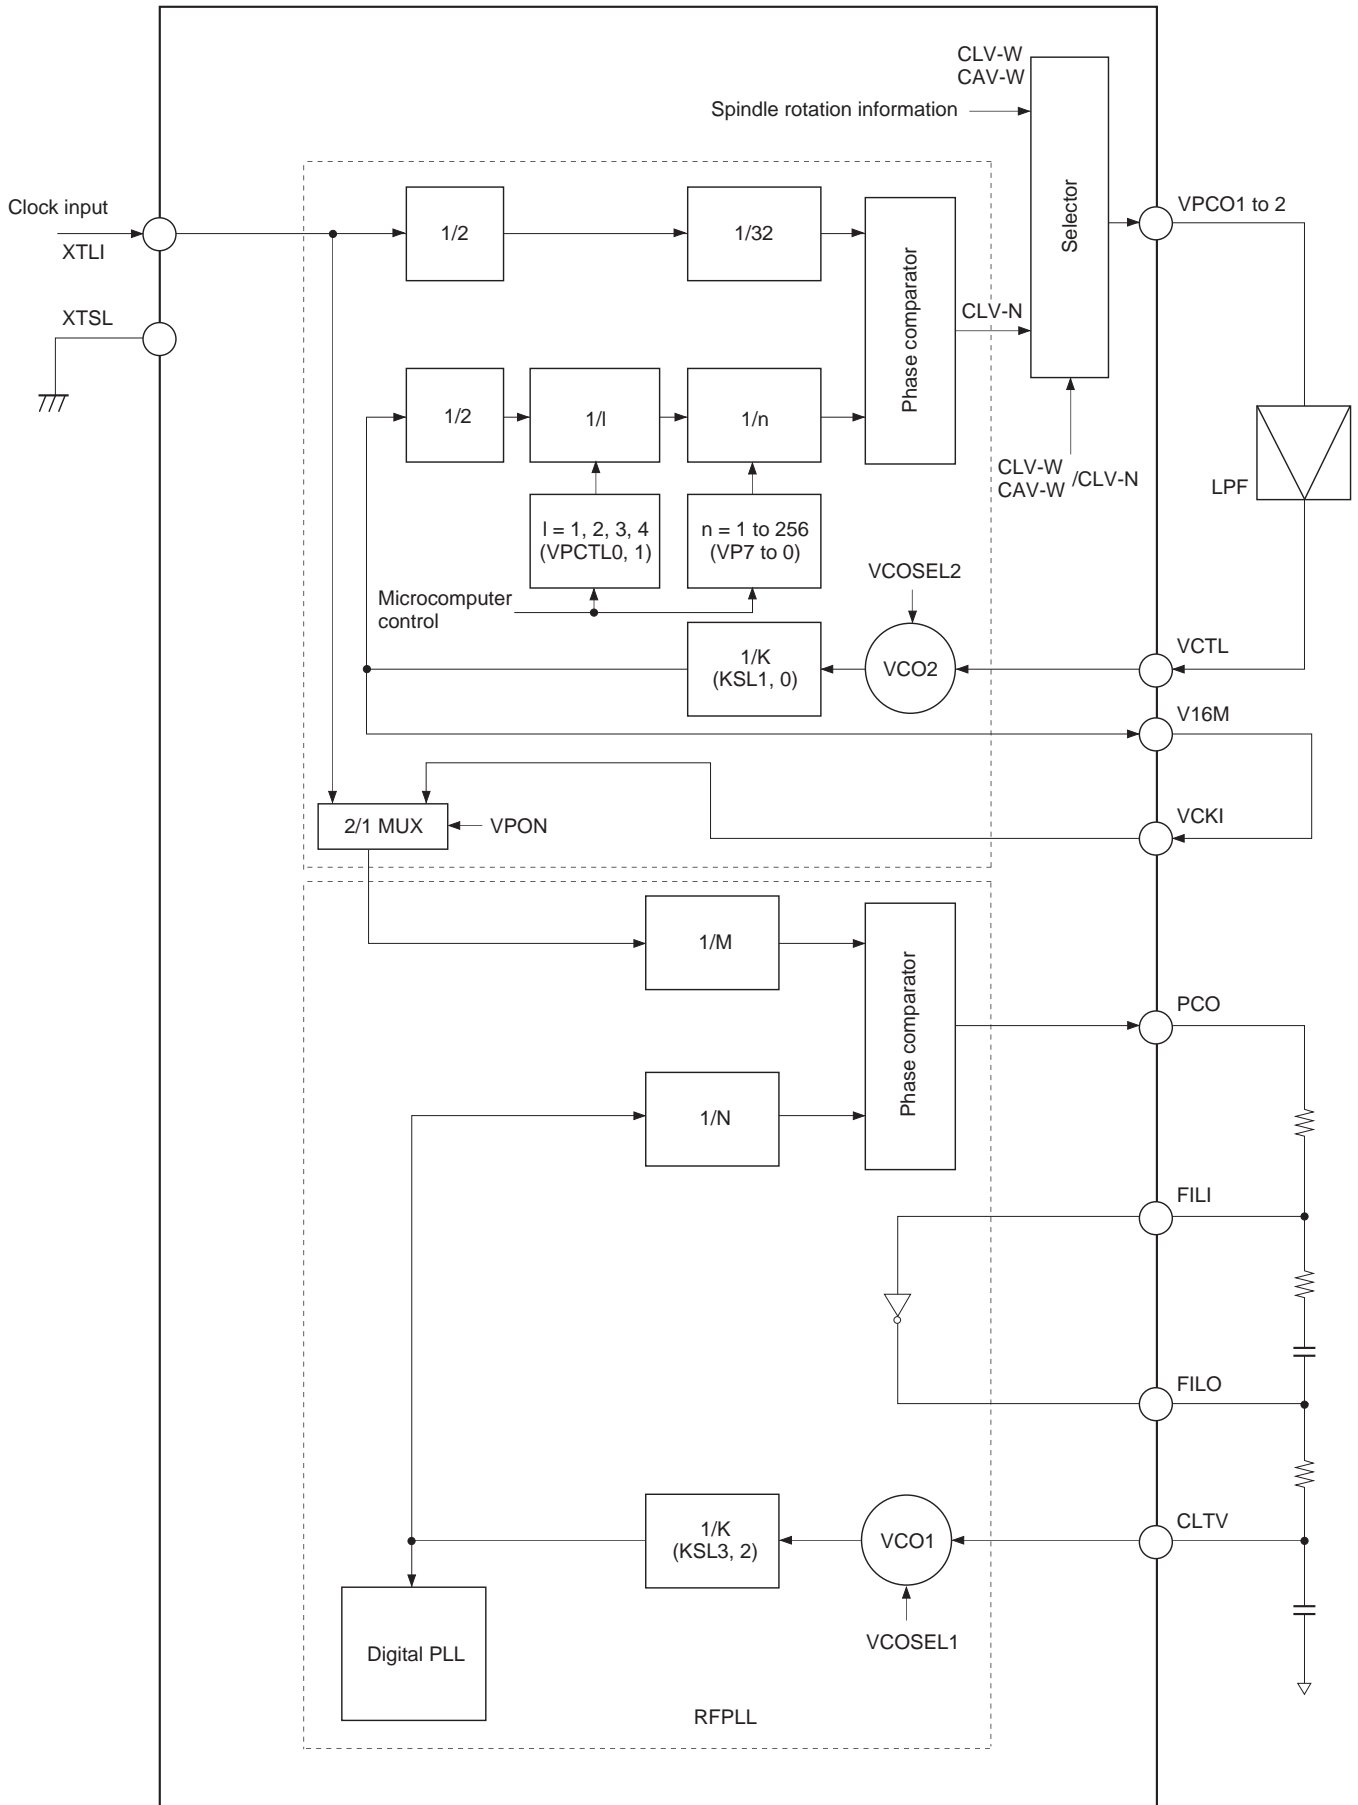 CLV-W
CAV-W
Spindle rotation information
Selector
Clock input
XTLI
1/2
1/32
VPCO1 to 2
XTSL
Phase comparator
CLV-N
1/2
1/l
1/n
CLV-W
CAV-W
/CLV-N
LPF
l = 1, 2, 3, 4
(VPCTL0, 1)
n = 1 to 256
(VP7 to 0)
Microcomputer
control
VCOSEL2
1/K
(KSL1, 0)
VCO2
VCTL
V16M
2/1 MUX
VPON
VCKI
1/M
Phase comparator
PCO
1/N
FILI
FILO
1/K
(KSL3, 2)
VCO1
CLTV
VCOSEL1
Digital PLL
RFPLL